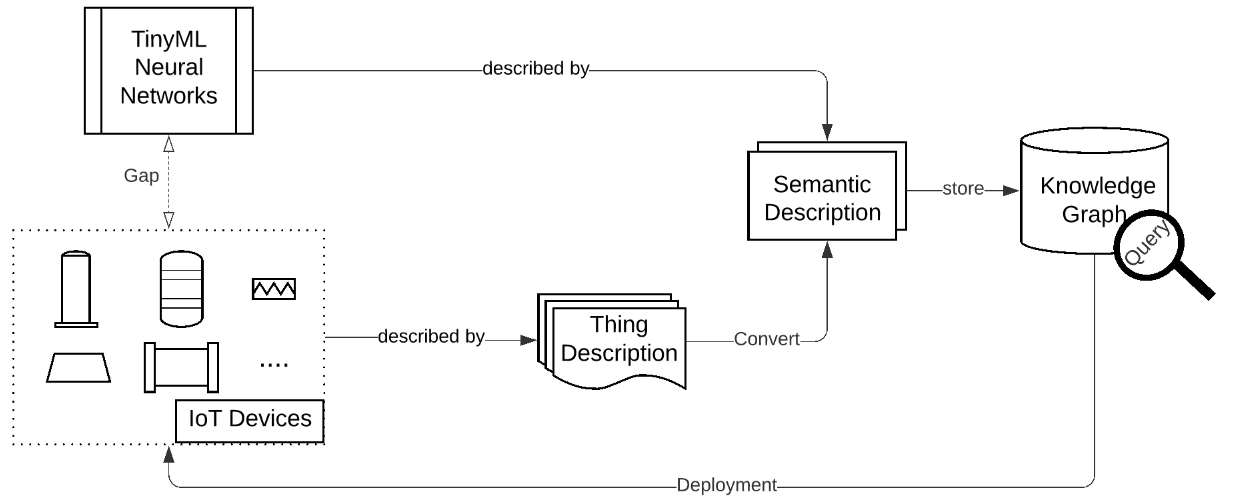 TinyML
Neural
Networks
described by
Gap
Semantic
Description
store
Knowledge
Graph
Query
Thing
Description
described by
Convert
....
IoT Devices
Deployment